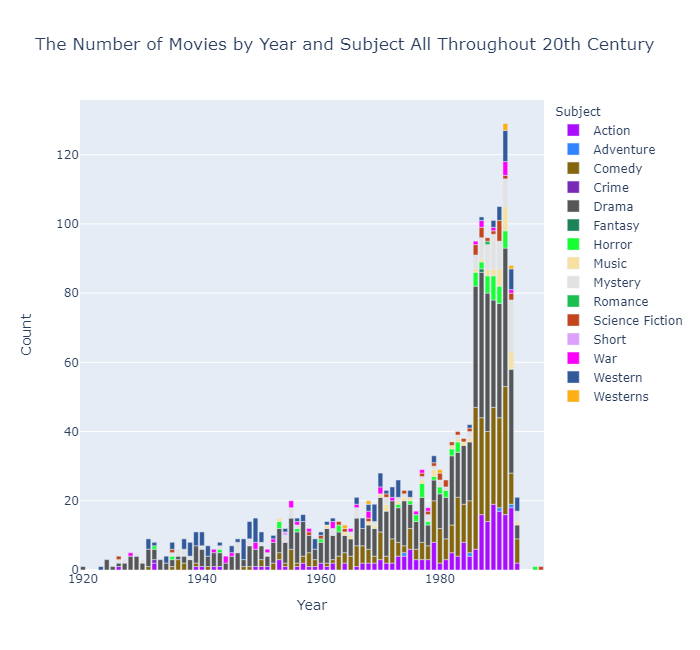 The Number of Movies by Year and Subject All Throughout 20th Century
Subject
Action
Adventure
Comedy
Crime
Drama
Fantasy
Horror
Music
Mystery
Romance
Science Fiction
Short
War
Western
Westerns
120
100
80
60
40
20
0
Count
1920
1940
1960
1980
Year